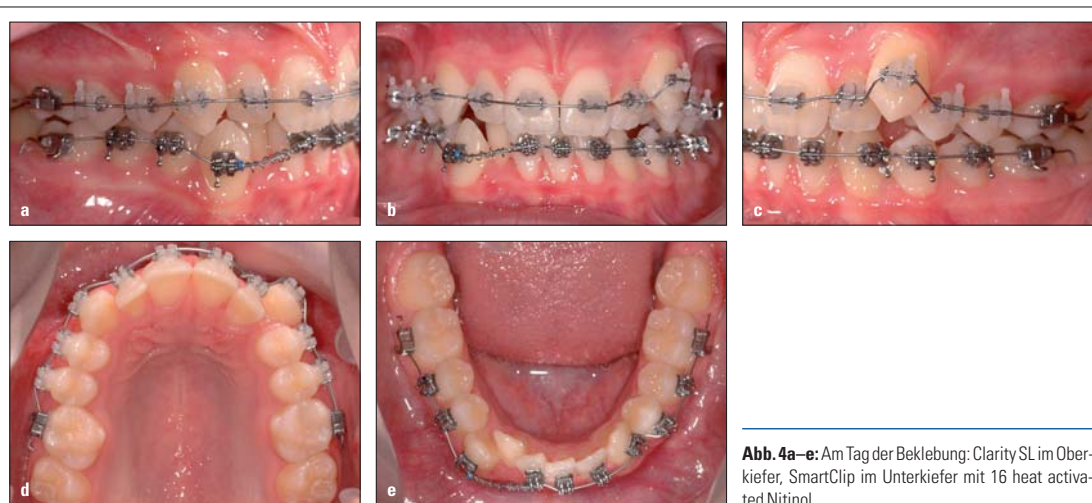 a
b
c
d
e
Abb. 4a–e: Am Tag der Beklebung: Clarity SL im Ober-
kiefer, SmartClip im Unterkiefer mit 16 heat activa-
ted Nitinol.